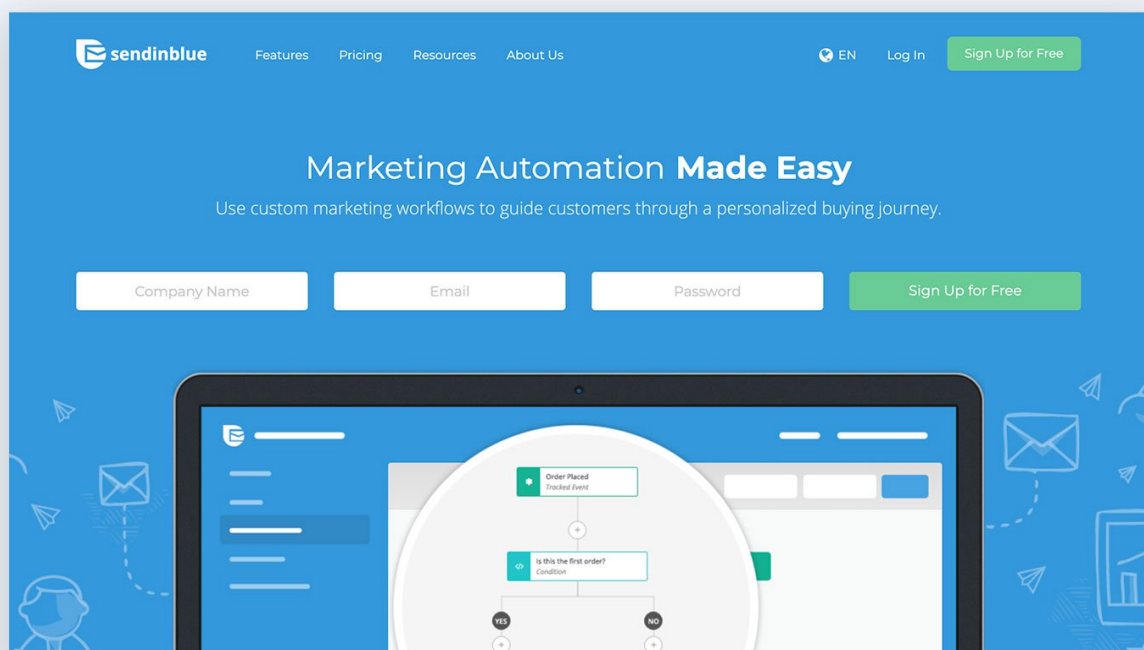 sendinblue Features Pricing Resources About Us EN Log In Sign Up for Free
Marketing Automation Made Easy
Use custom marketing workflows to guide customers through a personalized buying journey.
Company Name Email Password Sign Up for Free
Order Placed
Tracked Event
Is this the first order?
Condition
YES NO